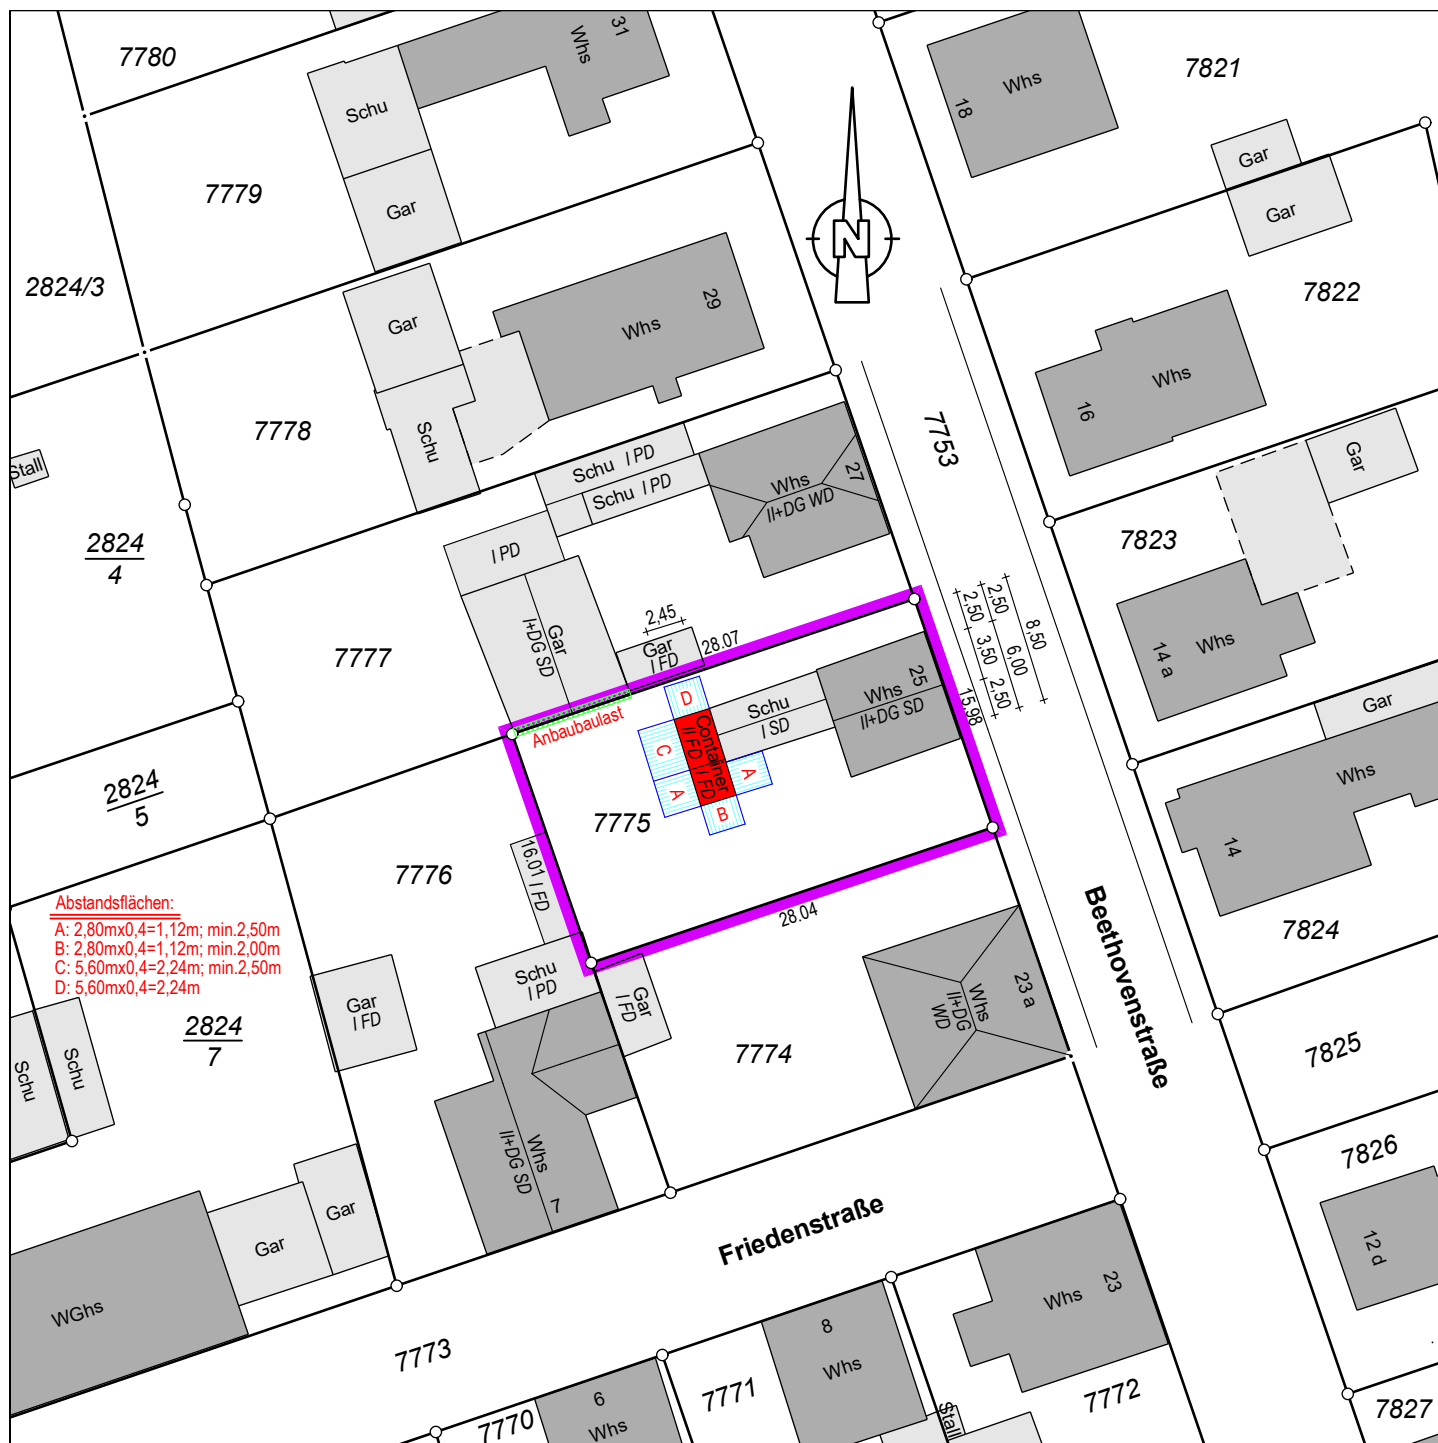 7780
31
Whs
Schu
7779
Gar
18
Whs
7821
Gar
Gar
N
2824/3
Gar
Whs
29
7822
16
Whs
7778
Schu
Stall
7753
Schu I PD
Schu I PD
Whs
II+DG WD
27
I PD
2824
4
7823
Gar
Gar
I+DG SD
2,45
Gar
I FD
28.07
7777
2,50
2,50
8,50
3,50
6,00
2,50
15.98
14 a
Whs
Gar
Anbaubaulast
D
Schu
I SD
Whs
II+DG SD
25
C
Container
II FD
I FD
A
A
B
7775
2824
5
Whs
14
7776
16.01
I FD
28.04
Abstandsflächen:
A: 2,80mx0,4=1,12m; min.2,50m
B: 2,80mx0,4=1,12m; min.2,00m
C: 5,60mx0,4=2,24m; min.2,50m
D: 5,60mx0,4=2,24m
Beethovenstraße
7824
Schu
I PD
Gar
I FD
Gar
I FD
Whs
II+DG
WD
23 a
2824
7
Schu
Schu
7774
7825
Whs
II+DG SD
7
7826
Gar
Gar
Friedenstraße
12 d
WGhs
Whs
23
7773
8
Whs
7771
7772
6
Whs
7770
Stall
7827